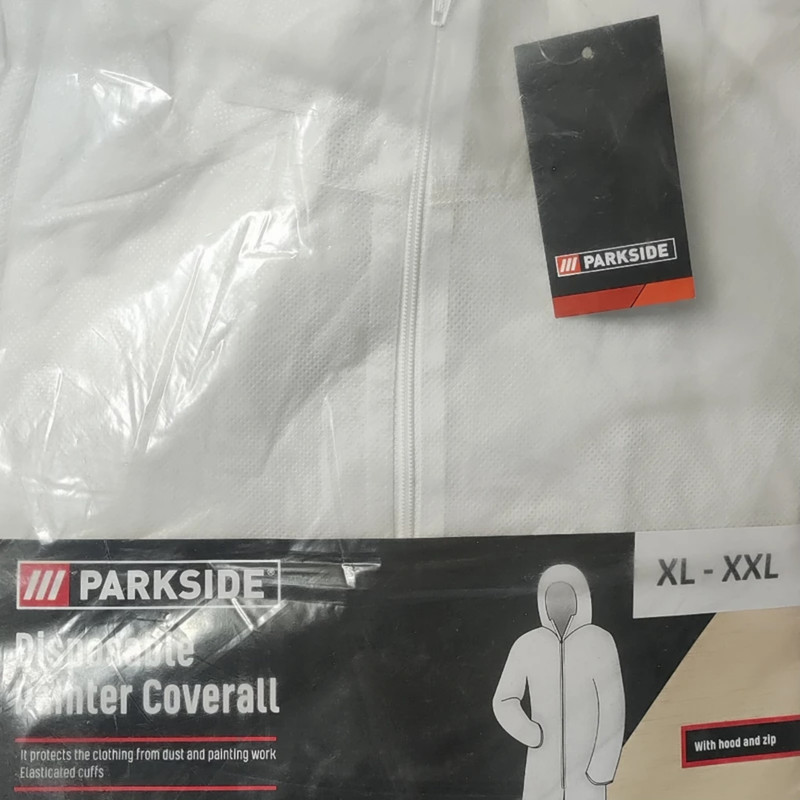 PARKSIDE
PARKSIDE
XL - XXL
Disposable
Painter Coverall
It protects the clothing from dust and painting work
Elasticated cuffs
With hood and zip